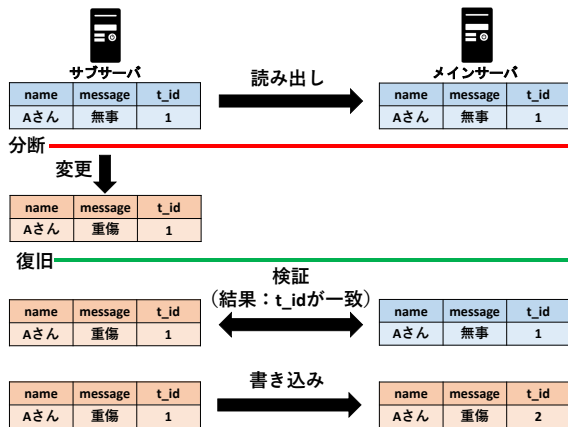 サブサーバ
メインサーバ
name message t_id
Aさん 無事 1
読み出し
name message t_id
Aさん 無事 1
分断
変更
name message t_id
Aさん 重傷 1
復旧
検証
（結果：t_idが一致）
name message t_id
Aさん 重傷 1
name message t_id
Aさん 無事 1
書き込み
name message t_id
Aさん 重傷 1
name message t_id
Aさん 重傷 2